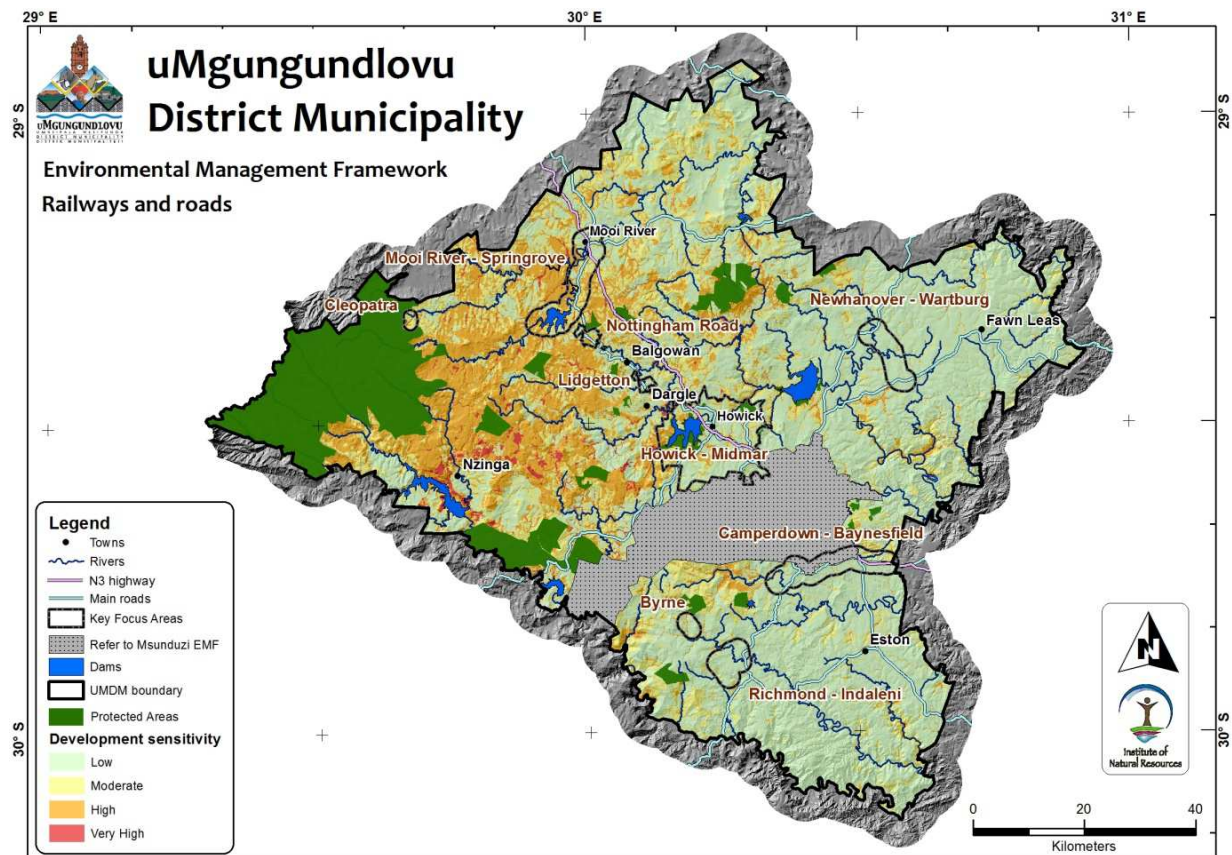 29° E
30° E
31° E
uMgungundlovu
District Municipality
uMGUNGUNDLOVU
Environmental Management Framework
Railways and roads
29° S
29° S
Mooi River
Mooi River - Springrove
Cleopatra
Newhanover - Wartburg
Nottingham Road
Fawn Leas
Balgowan
Lidgetton
Dargle
Howick
Howick - Midmar
Nzinga
Camperdown - Baynesfield
Byrne
Eston
Richmond - Indaleni
30° S
30° S
Legend
Towns
Rivers
N3 highway
Main roads
Key Focus Areas
Refer to Msunduzi EMF
Dams
UMDM boundary
Protected Areas
Development sensitivity
Low
Moderate
High
Very High
N
Institute of
Natural Resources
0 20 40
Kilometers